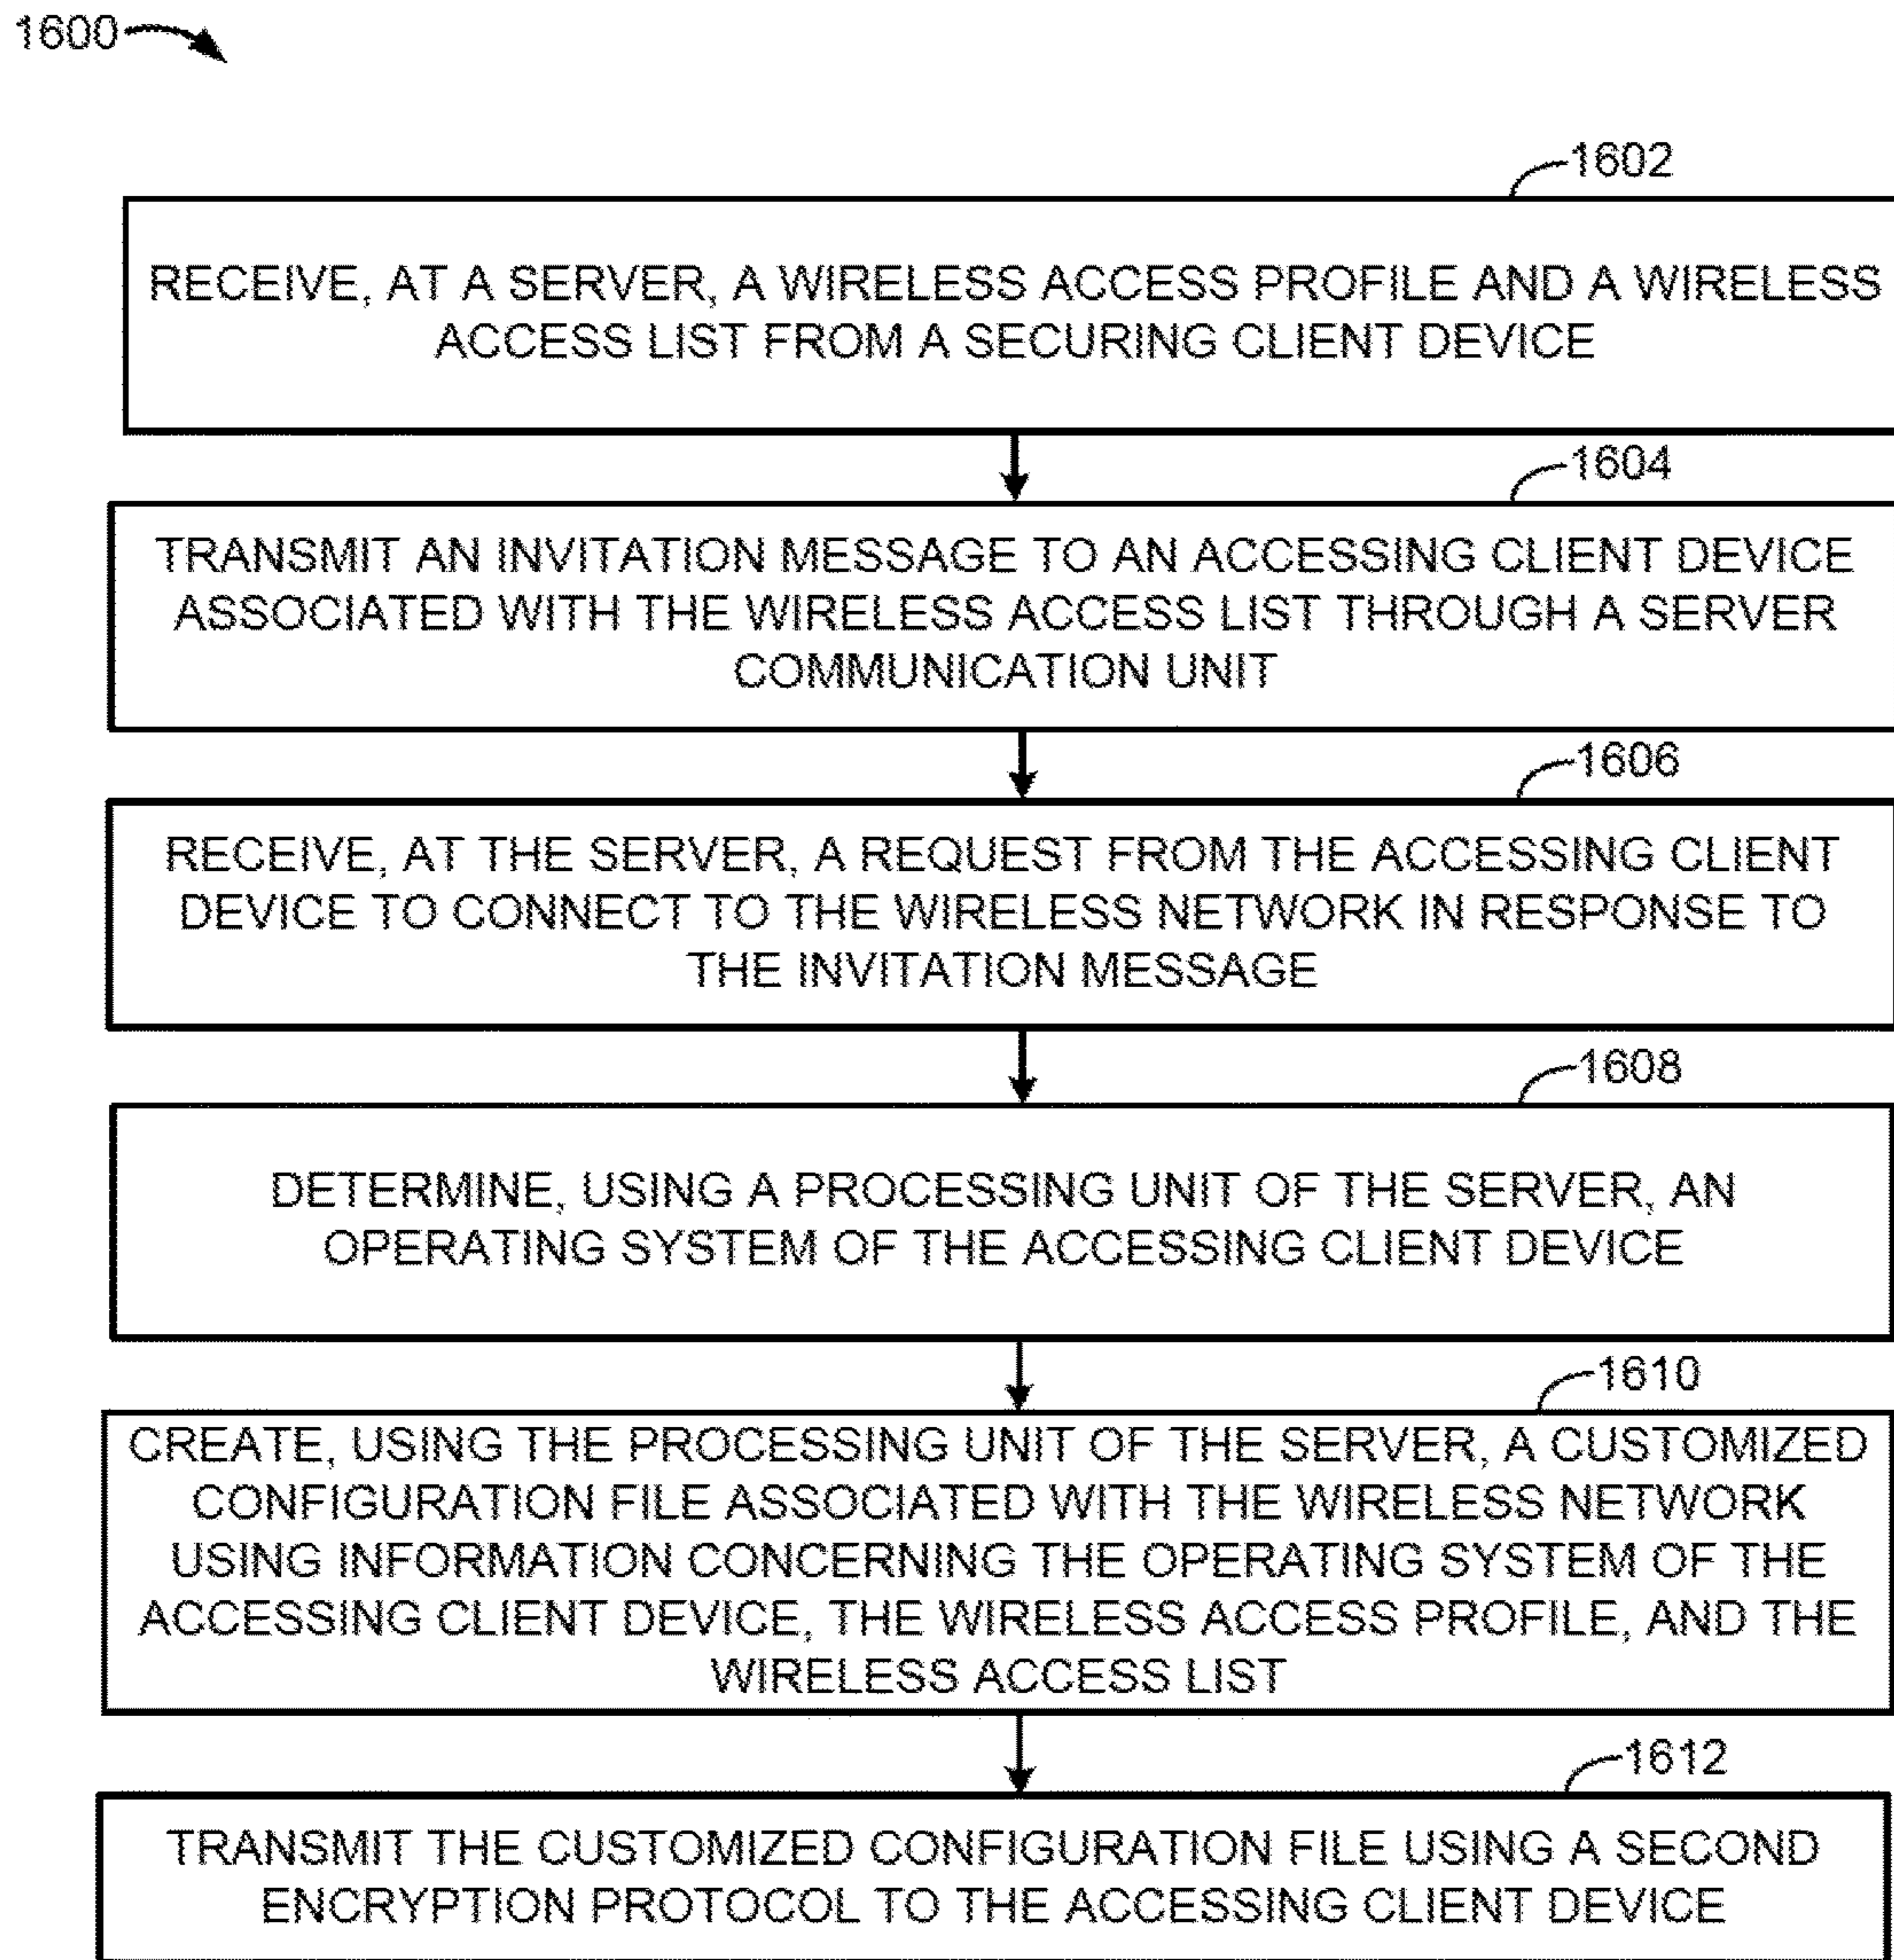 1600
1602
RECEIVE, AT A SERVER, A WIRELESS ACCESS PROFILE AND A WIRELESS
ACCESS LIST FROM A SECURING CLIENT DEVICE
1604
TRANSMIT AN INVITATION MESSAGE TO AN ACCESSING CLIENT DEVICE
ASSOCIATED WITH THE WIRELESS ACCESS LIST THROUGH A SERVER
COMMUNICATION UNIT
1606
RECEIVE, AT THE SERVER, A REQUEST FROM THE ACCESSING CLIENT
DEVICE TO CONNECT TO THE WIRELESS NETWORK IN RESPONSE TO
THE INVITATION MESSAGE
1608
DETERMINE, USING A PROCESSING UNIT OF THE SERVER, AN
OPERATING SYSTEM OF THE ACCESSING CLIENT DEVICE
1610
CREATE, USING THE PROCESSING UNIT OF THE SERVER, A CUSTOMIZED
CONFIGURATION FILE ASSOCIATED WITH THE WIRELESS NETWORK
USING INFORMATION CONCERNING THE OPERATING SYSTEM OF THE
ACCESSING CLIENT DEVICE, THE WIRELESS ACCESS PROFILE, AND THE
WIRELESS ACCESS LIST
1612
TRANSMIT THE CUSTOMIZED CONFIGURATION FILE USING A SECOND
ENCRYPTION PROTOCOL TO THE ACCESSING CLIENT DEVICE